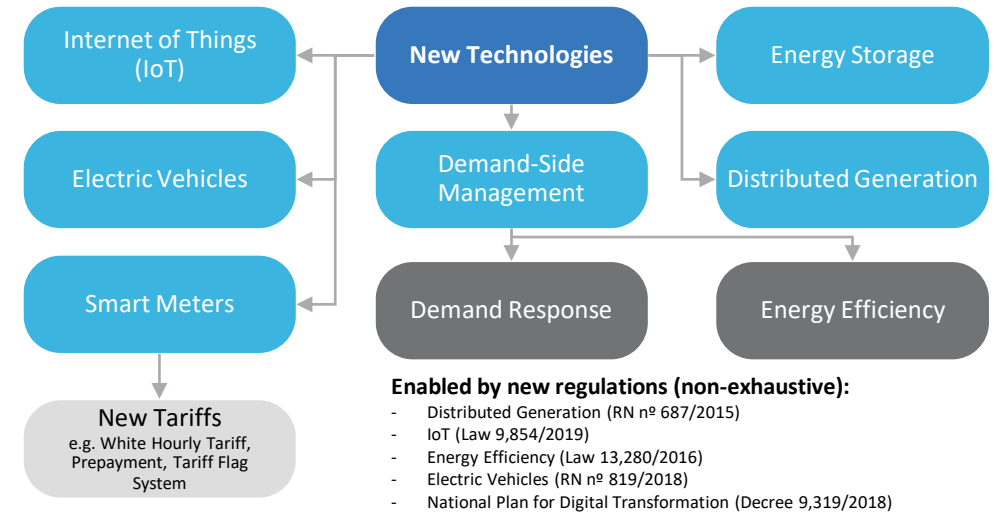 Internet of Things
(IoT)
New Technologies
Energy Storage
Electric Vehicles
Demand-Side
Management
Distributed Generation
Smart Meters
Demand Response
Energy Efficiency
New Tariffs
e.g. White Hourly Tariff,
Prepayment, Tariff Flag
System
Enabled by new regulations (non-exhaustive):
- Distributed Generation (RN nº 687/2015)
- IoT (Law 9,854/2019)
- Energy Efficiency (Law 13,280/2016)
- Electric Vehicles (RN nº 819/2018)
- National Plan for Digital Transformation (Decree 9,319/2018)